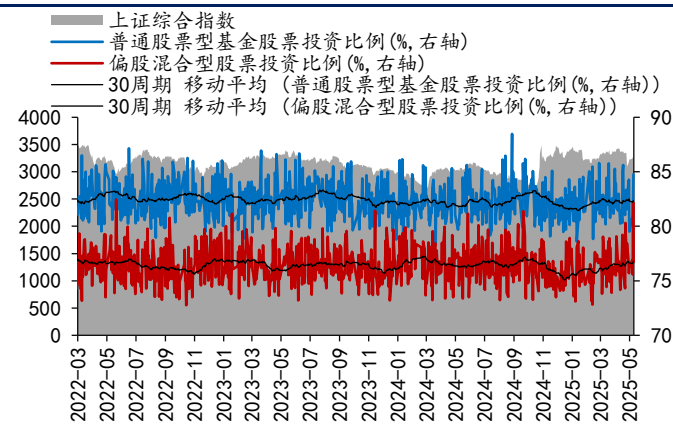 上证综合指数
普通股票型基金股票投资比例(%,右轴)
偏股混合型股票投资比例(%,右轴)
30周期 移动平均 (普通股票型基金股票投资比例(%,右轴))
30周期 移动平均 (偏股混合型股票投资比例(%,右轴))
4000 90
3500
3000 85
2500
2000 80
1500
1000 75
500
0 70
2022-03 2022-05 2022-07 2022-09 2022-11 2023-01 2023-03 2023-05 2023-07 2023-09 2023-11 2024-01 2024-03 2024-05 2024-07 2024-09 2024-11 2025-01 2025-03 2025-05